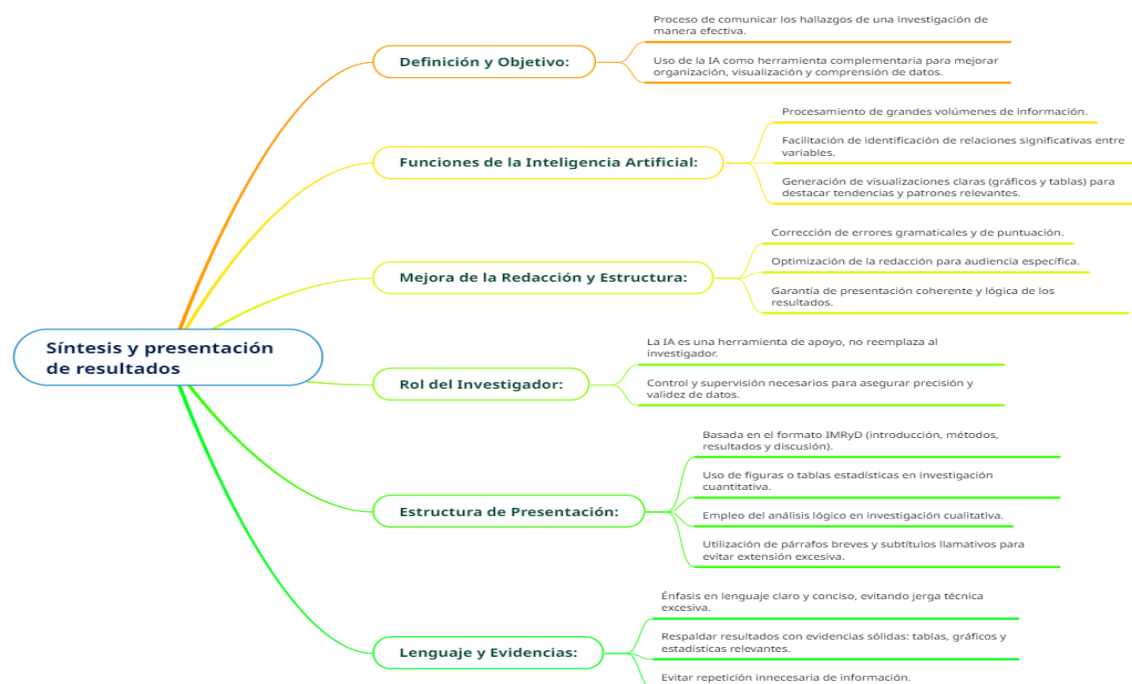 Síntesis y presentación
de resultados
Definición y Objetivo:
Proceso de comunicar los hallazgos de una investigación de
manera efectiva.
Uso de la IA como herramienta complementaria para mejorar
organización, visualización y comprensión de datos.
Funciones de la Inteligencia Artificial:
Procesamiento de grandes volúmenes de información.
Facilitación de identificación de relaciones significativas entre
variables.
Generación de visualizaciones claras (gráficos y tablas) para
destacar tendencias y patrones relevantes.
Mejora de la Redacción y Estructura:
Corrección de errores gramaticales y de puntuación.
Optimización de la redacción para audiencia específica.
Garantía de presentación coherente y lógica de los
resultados.
Rol del Investigador:
La IA es una herramienta de apoyo, no reemplaza al
investigador.
Control y supervisión necesarios para asegurar precisión y
validez de datos.
Estructura de Presentación:
Basada en el formato IMRyD (introducción, métodos,
resultados y discusión).
Uso de figuras o tablas estadísticas en investigación
cuantitativa.
Empleo del análisis lógico en investigación cualitativa.
Utilización de párrafos breves y subtítulos llamativos para
evitar extensión excesiva.
Lenguaje y Evidencias:
Énfasis en lenguaje claro y conciso, evitando jerga técnica
excesiva.
Respaldar resultados con evidencias sólidas: tablas, gráficos y
estadísticas relevantes.
Evitar repetición innecesaria de información.